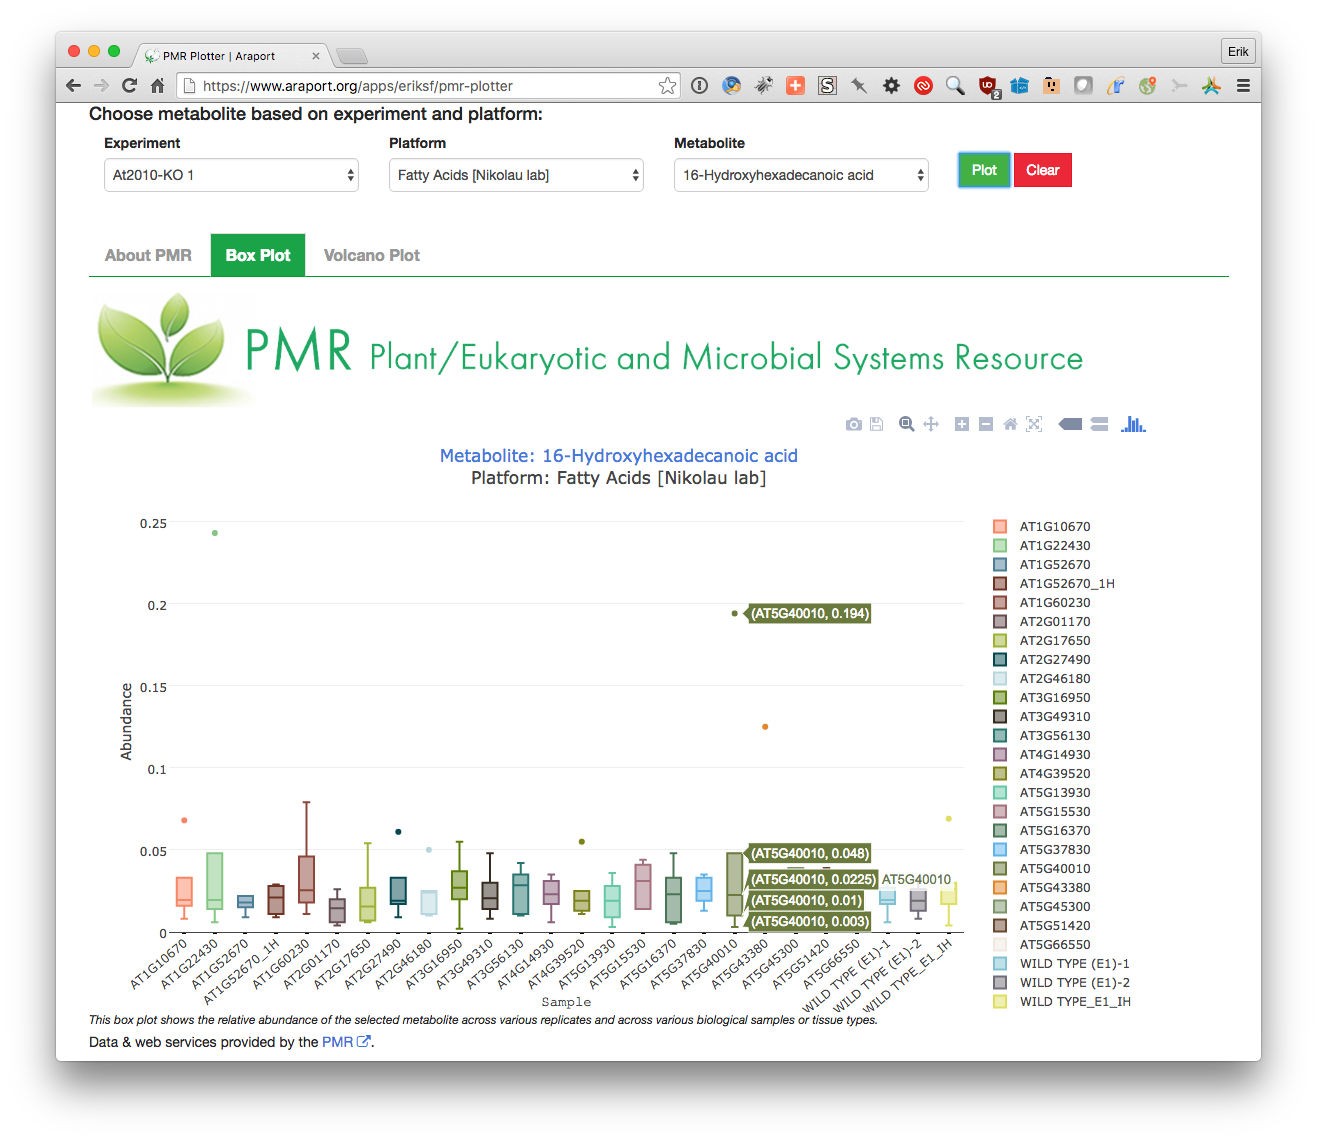 PMR Plotter | Araport
Erik
https://www.araport.org/apps/eriksf/pmr-plotter
2
Choose metabolite based on experiment and platform:
Experiment Platform Metabolite
At2010-KO 1 Fatty Acids [Nikolau lab] 16-Hydroxyhexadecanoic acid Plot Clear
About PMR Box Plot Volcano Plot
PMR Plant/Eukaryotic and Microbial Systems Resource
Metabolite: 16-Hydroxyhexadecanoic acid
Platform: Fatty Acids [Nikolau lab]
Abundance
0.25
0.2
0.15
0.1
0.05
0
(AT5G40010, 0.194)
(AT5G40010, 0.048)
(AT5G40010, 0.0225) AT5G40010
(AT5G40010, 0.01)
(AT5G40010, 0.003)
AT1G10670
AT1G22430
AT1G52670
AT1G52670_1H
AT1G60230
AT2G01170
AT2G17650
AT2G27490
AT2G46180
AT3G16950
AT3G49310
AT3G56130
AT4G14930
AT4G39520
AT5G13930
AT5G15530
AT5G16370
AT5G37830
AT5G40010
AT5G43380
AT5G45300
AT5G51420
AT5G66550
WILD TYPE (E1)-1
WILD TYPE (E1)-2
WILD TYPE_E1_IH
Sample
AT1G10670
AT1G22430
AT1G52670
AT1G52670_1H
AT1G60230
AT2G01170
AT2G17650
AT2G27490
AT2G46180
AT3G16950
AT3G49310
AT3G56130
AT4G14930
AT4G39520
AT5G13930
AT5G15530
AT5G16370
AT5G37830
AT5G40010
AT5G43380
AT5G45300
AT5G51420
AT5G66550
WILD TYPE (E1)-1
WILD TYPE (E1)-2
WILD TYPE_E1_IH
This box plot shows the relative abundance of the selected metabolite across various replicates and across various biological samples or tissue types.
Data & web services provided by the PMR.